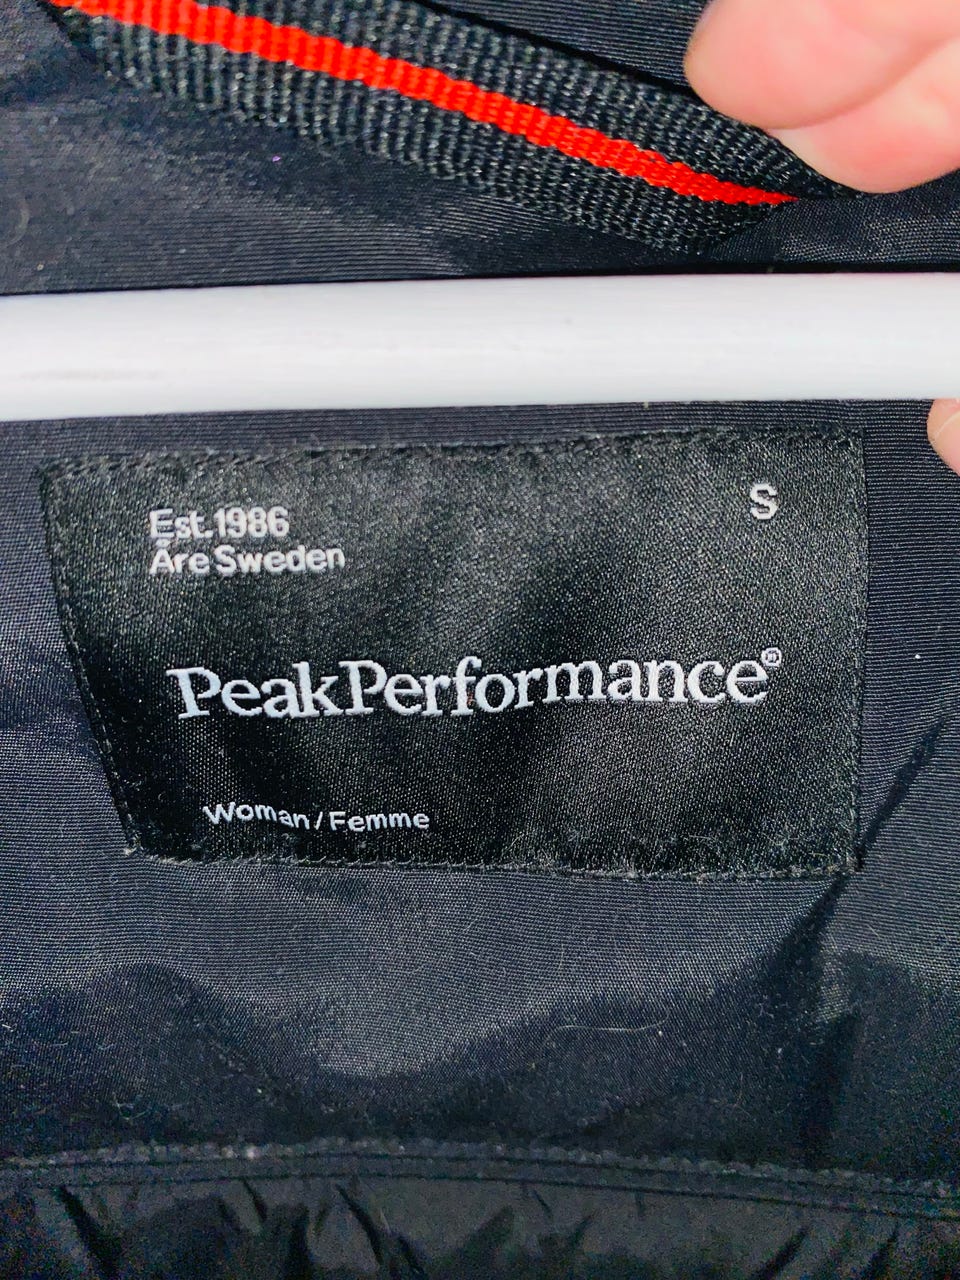 Est.1986
Åre Sweden
S
PeakPerformance®
Woman/Femme